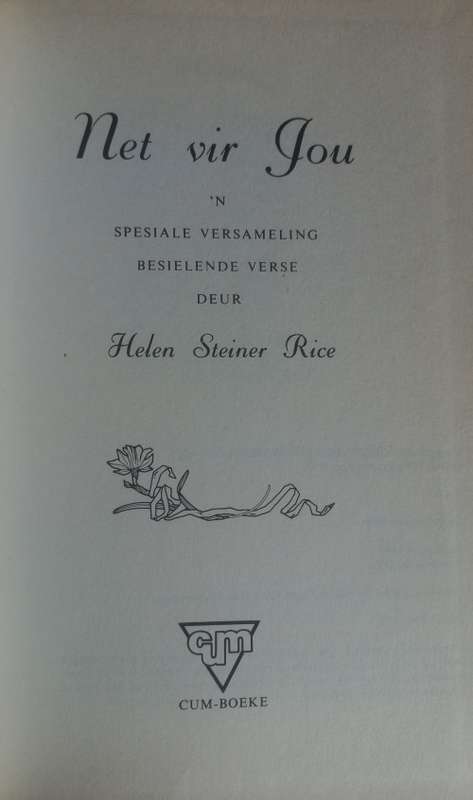 Net vir Jou
'N
SPESIALE VERSAMELING
BESIELENDE VERSE
DEUR
Helen Steiner Rice
cum
CUM-BOEKE